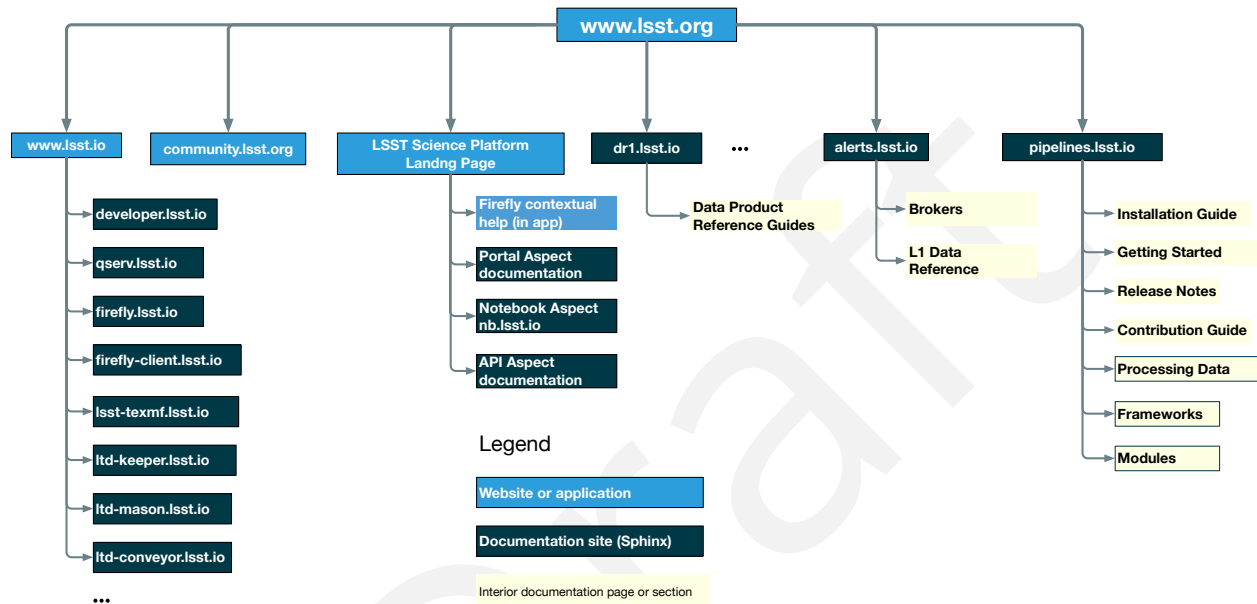 www.lsst.org
www.lsst.io
community.lsst.org
LSST Science Platform
Landng Page
dr1.lsst.io
...
alerts.lsst.io
pipelines.lsst.io
developer.lsst.io
qserv.lsst.io
firefly.lsst.io
firefly-client.lsst.io
lsst-texmf.lsst.io
ltd-keeper.lsst.io
ltd-mason.lsst.io
ltd-conveyor.lsst.io
...
Firefly contextual
help (in app)
Portal Aspect
documentation
Notebook Aspect
nb.lsst.io
API Aspect
documentation
Data Product
Reference Guides
Brokers
L1 Data
Reference
Installation Guide
Getting Started
Release Notes
Contribution Guide
Processing Data
Frameworks
Modules
Legend
Website or application
Documentation site (Sphinx)
Interior documentation page or section
Draft